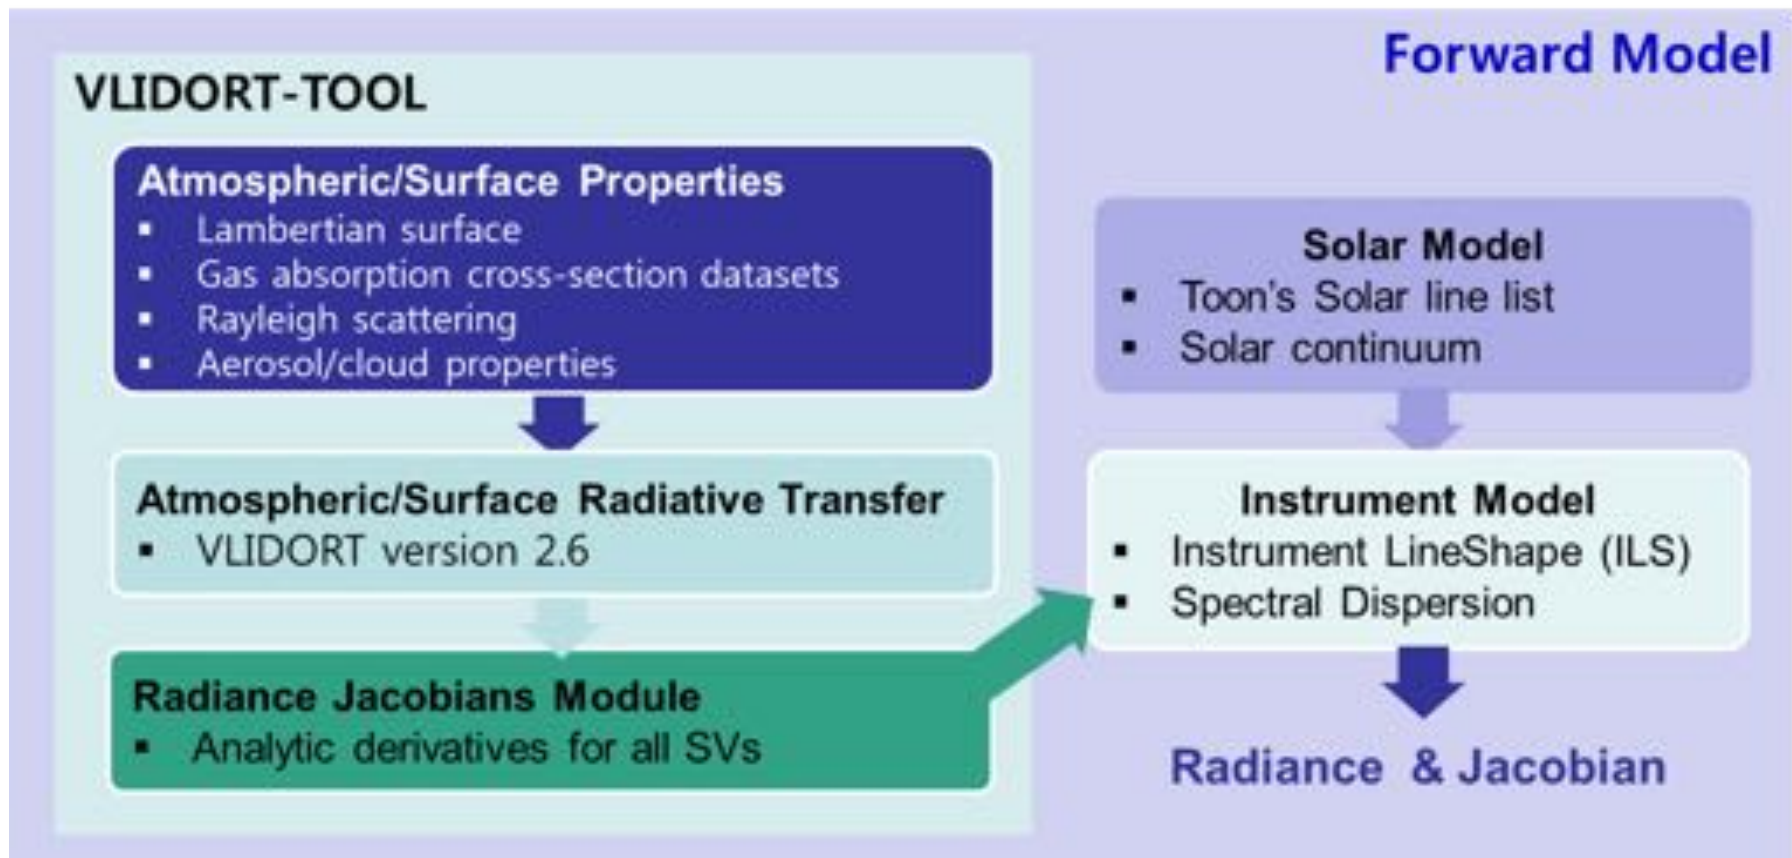 Forward Model
VLIDORT-TOOL
Atmospheric/Surface Properties
▪ Lambertian surface
▪ Gas absorption cross-section datasets
▪ Rayleigh scattering
▪ Aerosol/cloud properties
Atmospheric/Surface Radiative Transfer
▪ VLIDORT version 2.6
Radiance Jacobians Module
▪ Analytic derivatives for all SVs
Solar Model
▪ Toon's Solar line list
▪ Solar continuum
Instrument Model
▪ Instrument LineShape (ILS)
▪ Spectral Dispersion
Radiance & Jacobian